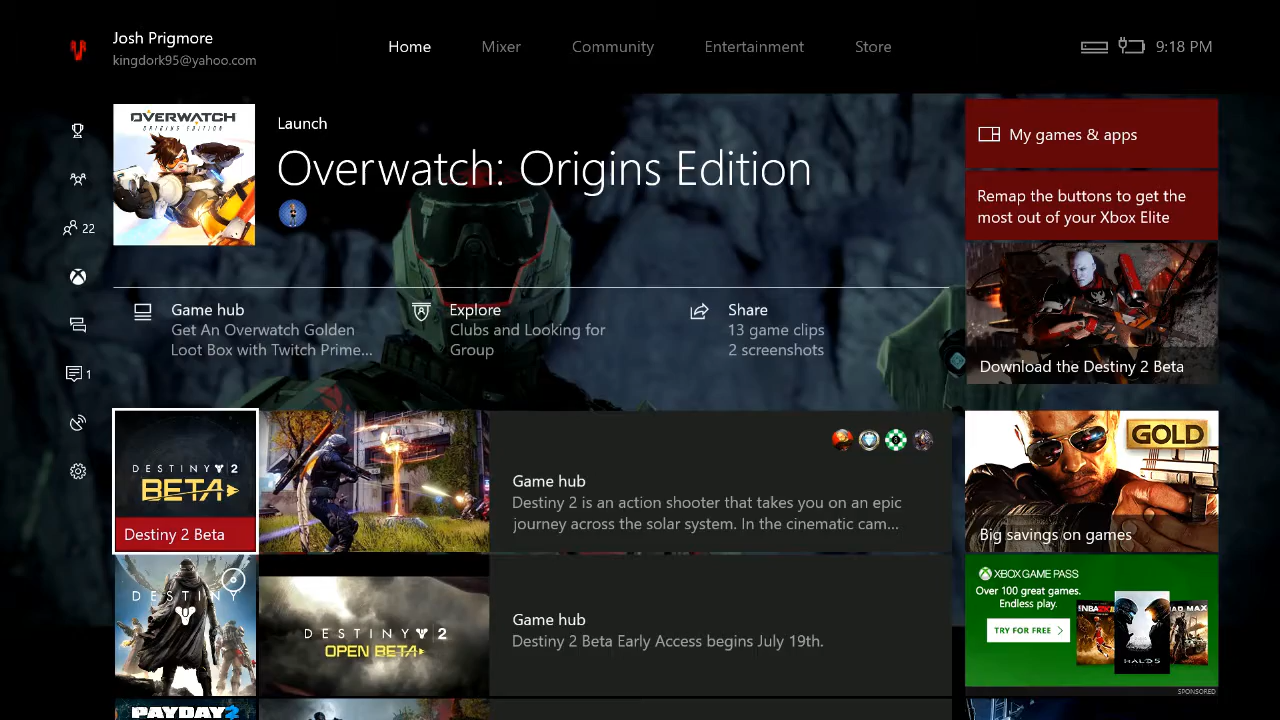 Josh Prigmore
kingdork95@yahoo.com
Home
Mixer
Community
Entertainment
Store
9:18 PM
OVERWATCH
ORIGINS EDITION
Launch
Overwatch: Origins Edition
22
1
Game hub
Get An Overwatch Golden
Loot Box with Twitch Prime...
Explore
Clubs and Looking for
Group
Share
13 game clips
2 screenshots
My games & apps
Remap the buttons to get the
most out of your Xbox Elite
Download the Destiny 2 Beta
DESTINY 2
BETA
Destiny 2 Beta
Game hub
Destiny 2 is an action shooter that takes you on an epic
journey across the solar system. In the cinematic cam...
GOLD
Big savings on games
DESTINY
DESTINY 2
OPEN BETA
Game hub
Destiny 2 Beta Early Access begins July 19th.
XBOX GAME PASS
Over 100 great games.
Endless play.
TRY FOR FREE
NBA 2K
HALO 5
MAD MAX
SPONSORED
PAYDAY 2